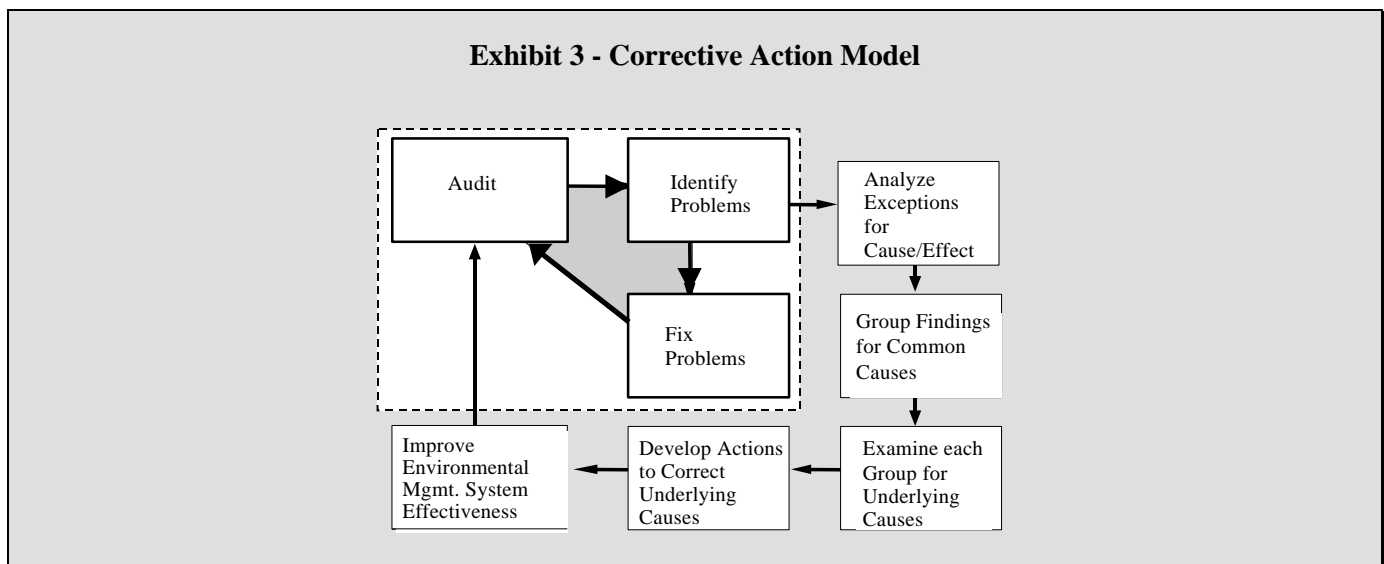 Exhibit 3 - Corrective Action Model
Audit
Identify
Problems
Fix
Problems
Analyze
Exceptions
for
Cause/Effect
Group Findings
for Common
Causes
Examine each
Group for
Underlying
Causes
Develop Actions
to Correct
Underlying
Causes
Improve
Environmental
Mgmt. System
Effectiveness